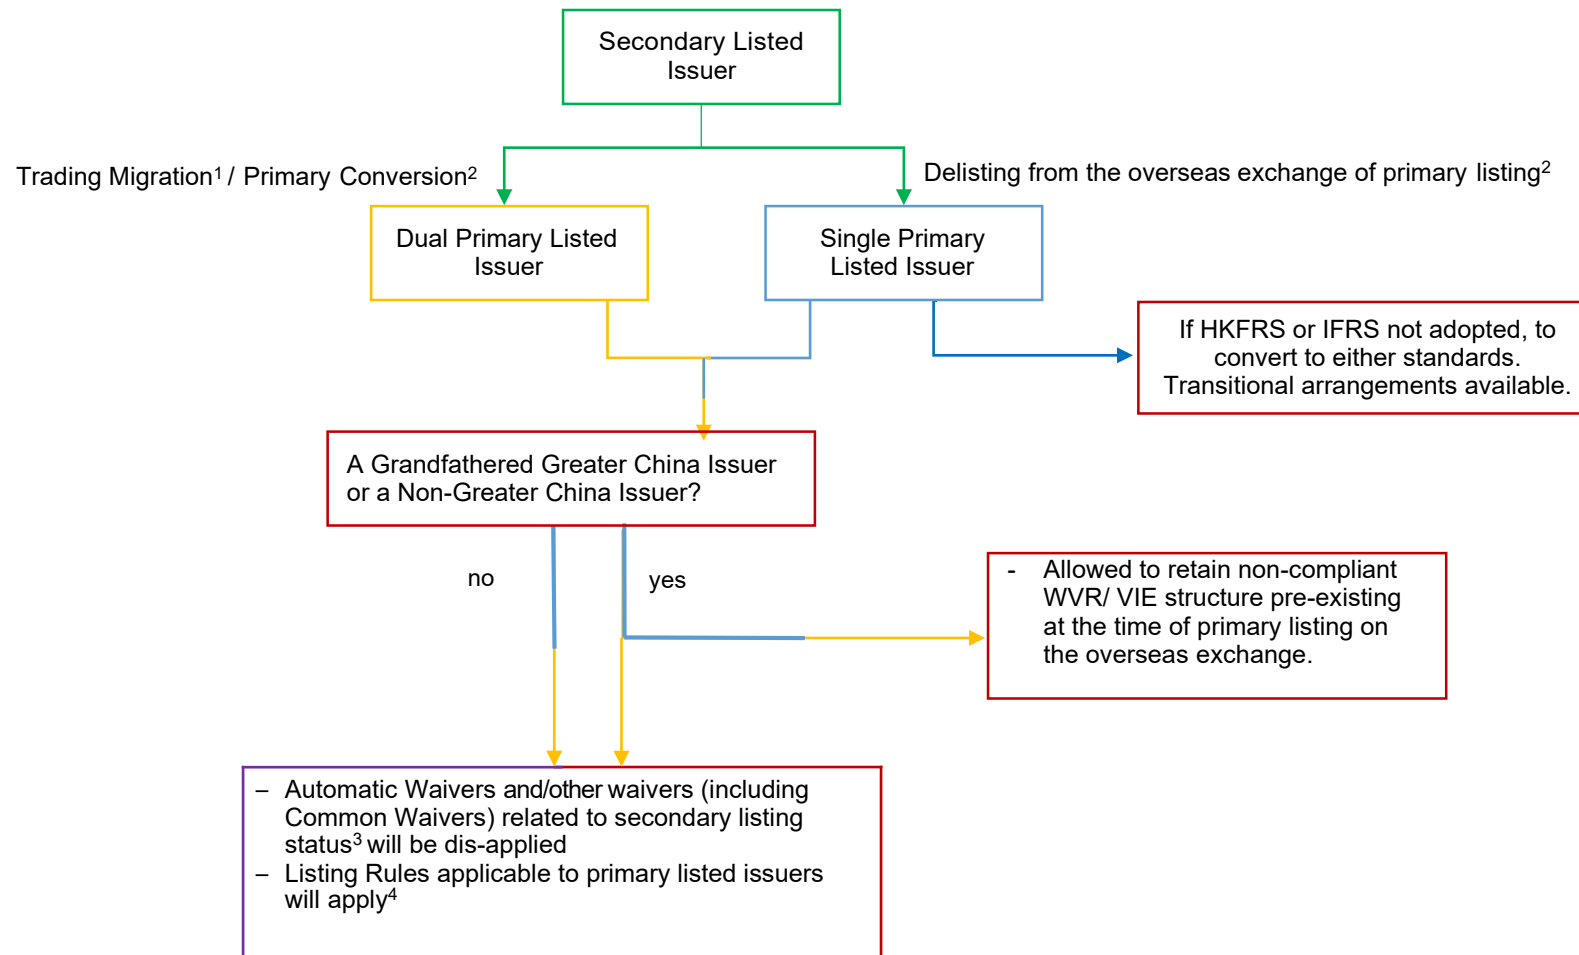 Secondary Listed
Issuer
Trading Migration¹ / Primary Conversion²
Delisting from the overseas exchange of primary listing²
Dual Primary Listed
Issuer
Single Primary
Listed Issuer
If HKFRS or IFRS not adopted, to
convert to either standards.
Transitional arrangements available.
A Grandfathered Greater China Issuer
or a Non-Greater China Issuer?
no
yes
- Allowed to retain non-compliant
WVR/ VIE structure pre-existing
at the time of primary listing on
the overseas exchange.
– Automatic Waivers and/other waivers (including
Common Waivers) related to secondary listing
status³ will be dis-applied
– Listing Rules applicable to primary listed issuers
will apply⁴